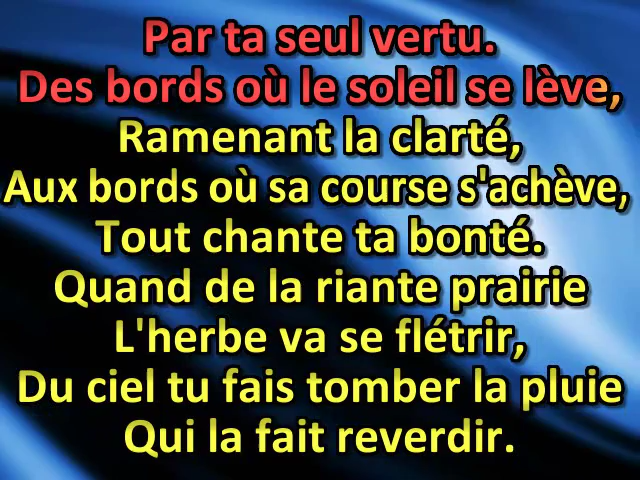 Par ta seul vertu.
Des bords où le soleil se lève,
Ramenant la clarté,
Aux bords où sa course s'achève,
Tout chante ta bonté.
Quand de la riante prairie
L'herbe va se flétrir,
Du ciel tu fais tomber la pluie
Qui la fait reverdir.